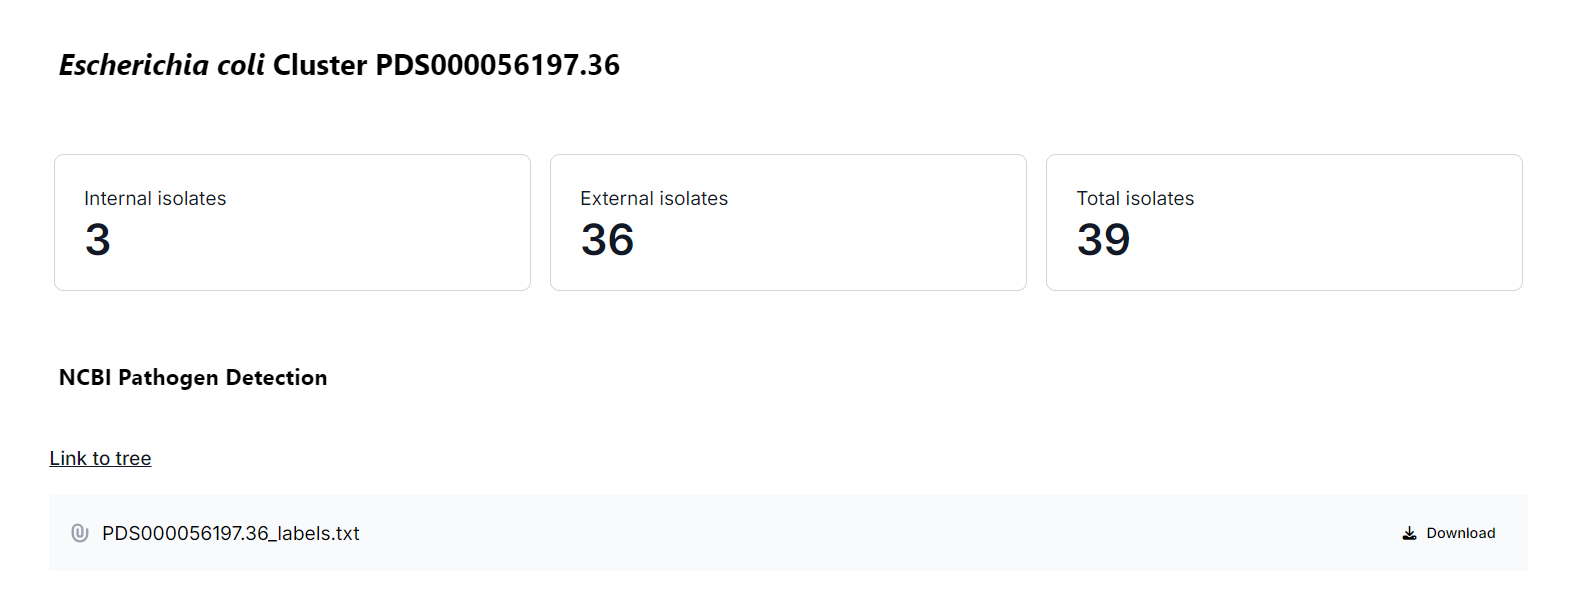 Escherichia coli Cluster PDS000056197.36
Internal isolates
3
External isolates
36
Total isolates
39
NCBI Pathogen Detection
Link to tree
PDS000056197.36_labels.txt
Download